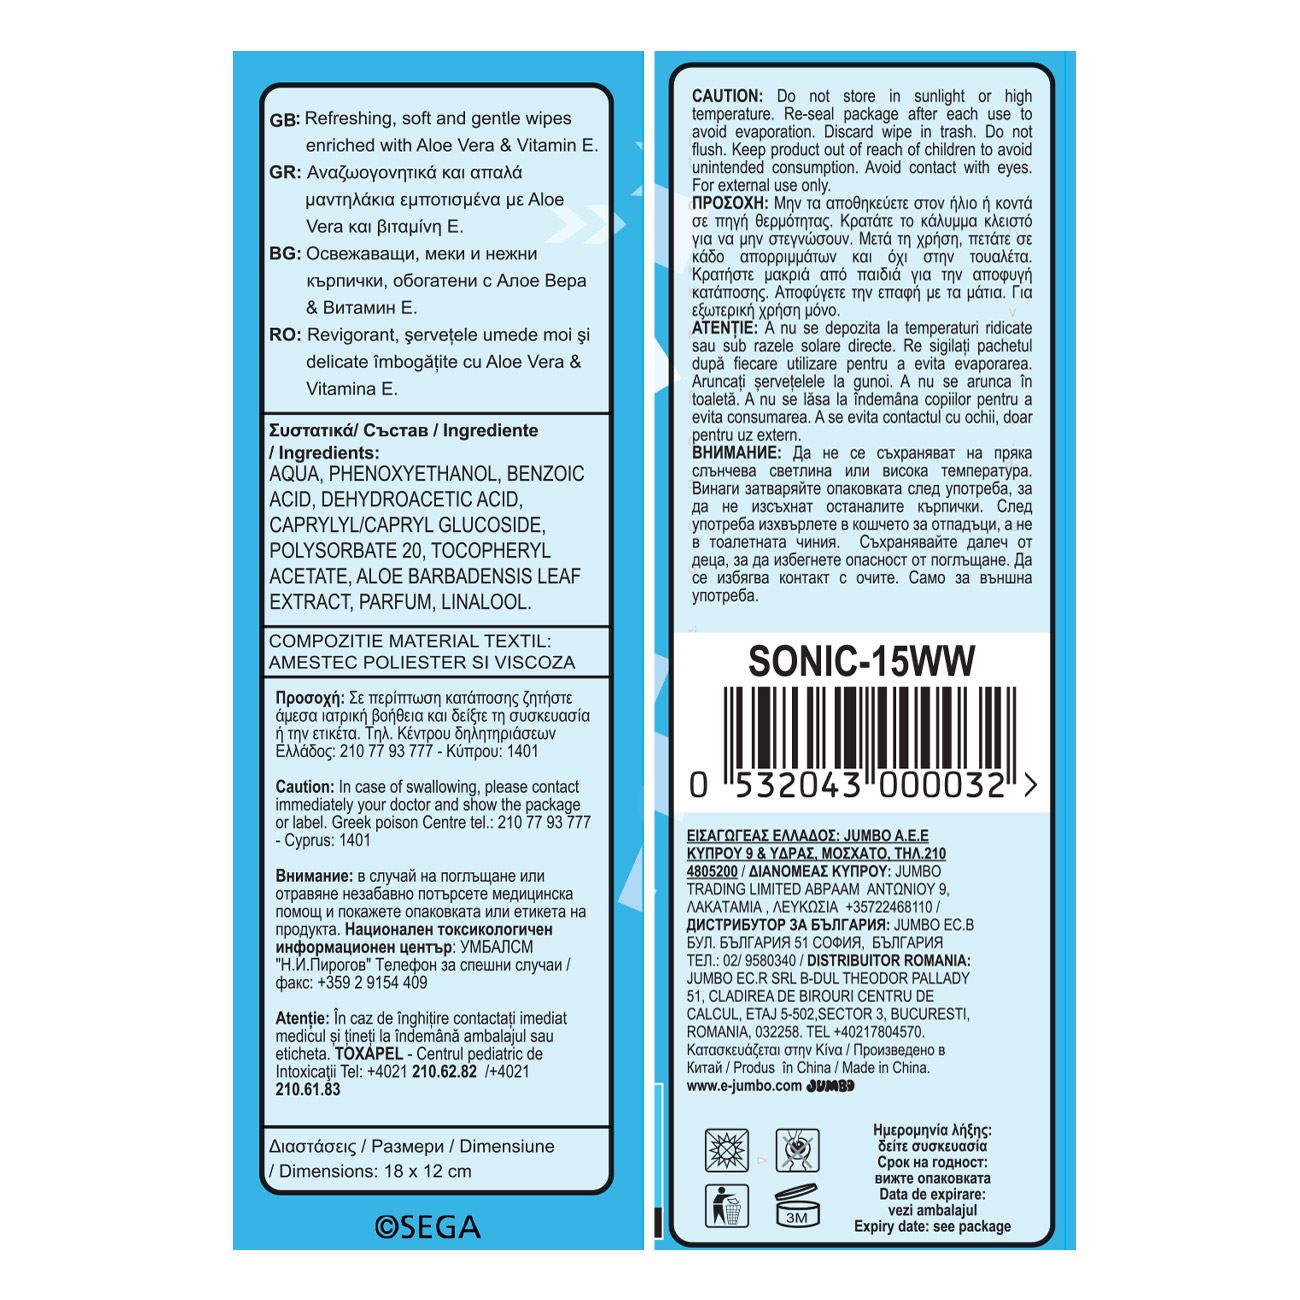 GB: Refreshing, soft and gentle wipes
enriched with Aloe Vera & Vitamin E.
GR: Αναζωογονητικά και απαλά
μαντηλάκια εμποτισμένα με Aloe
Vera και βιταμίνη Ε.
BG: Освежаващи, меки и нежни
кърпички, обогатени с Алое Вера
& Витамин Е.
RO: Revigorant, şervețele umede moi şi
delicate îmbogățite cu Aloe Vera &
Vitamina E.
Συστατικά/ Състав / Ingrediente
/ Ingredients:
AQUA, PHENOXYETHANOL, BENZOIC
ACID, DEHYDROACETIC ACID,
CAPRYLYL/CAPRYL GLUCOSIDE,
POLYSORBATE 20, TOCOPHERYL
ACETATE, ALOE BARBADENSIS LEAF
EXTRACT, PARFUM, LINALOOL.
COMPOZITIE MATERIAL TEXTIL:
AMESTEC POLIESTER SI VISCOZA
Προσοχή: Σε περίπτωση κατάποσης ζητήστε
άμεσα ιατρική βοήθεια και δείξτε τη συσκευασία
ή την ετικέτα. Τηλ. Κέντρου δηλητηριάσεων
Ελλάδος: 210 77 93 777 - Κύπρου: 1401
Caution: In case of swallowing, please contact
immediately your doctor and show the package
or label. Greek poison Centre tel.: 210 77 93 777
- Cyprus: 1401
Внимание: в случай на поглъщане или
отравяне незабавно потърсете медицинска
помощ и покажете опаковката или етикета на
продукта. Национален токсикологичен
информационен център: УМБАЛСМ
"Н.И.Пирогов" Телефон за спешни случаи /
факс: +359 2 9154 409
Atenție: În caz de înghițire contactați imediat
medicul și țineți la îndemână ambalajul sau
eticheta. TOXAPEL - Centrul pediatric de
Intoxicaţii Tel: +4021 210.62.82 /+4021
210.61.83
Διαστάσεις / Размери / Dimensiune
/ Dimensions: 18 x 12 cm
©SEGA
CAUTION: Do not store in sunlight or high
temperature. Re-seal package after each use to
avoid evaporation. Discard wipe in trash. Do not
flush. Keep product out of reach of children to avoid
unintended consumption. Avoid contact with eyes.
For external use only.
ΠΡΟΣΟΧΗ: Μην τα αποθηκεύετε στον ήλιο ή κοντά
σε πηγή θερμότητας. Κρατάτε το κάλυμμα κλειστό
για να μην στεγνώσουν. Μετά τη χρήση, πετάτε σε
κάδο απορριμμάτων και όχι στην τουαλέτα.
Κρατήστε μακριά από παιδιά για την αποφυγή
κατάποσης. Αποφύγετε την επαφή με τα μάτια. Για
εξωτερική χρήση μόνο.
ATENȚIE: A nu se depozita la temperaturi ridicate
sau sub razele solare directe. Re sigilați pachetul
după fiecare utilizare pentru a evita evaporarea.
Aruncați șervețelele la gunoi. A nu se arunca în
toaletă. A nu se lăsa la îndemâna copiilor pentru a
evita consumarea. A se evita contactul cu ochii, doar
pentru uz extern.
ВНИМАНИЕ: Да не се съхраняват на пряка
слънчева светлина или висока температура.
Винаги затваряйте опаковката след употреба, за
да не изсъхнат останалите кърпички. След
употреба изхвърлете в кошчето за отпадъци, а не
в тоалетната чиния. Съхранявайте далеч от
деца, за да избегнете опасност от поглъщане. Да
се избягва контакт с очите. Само за външна
употреба.
SONIC-15WW
0 532043 000032 >
ΕΙΣΑΓΩΓΕΑΣ ΕΛΛΑΔΟΣ: JUMBO A.E.E
ΚΥΠΡΟΥ 9 & ΥΔΡΑΣ, ΜΟΣΧΑΤΟ, ΤΗΛ.210
4805200 / ΔΙΑΝΟΜΕΑΣ ΚΥΠΡΟΥ: JUMBO
TRADING LIMITED ΑΒΡΑΑΜ ΑΝΤΩΝΙΟΥ 9,
ΛΑΚΑΤΑΜΙΑ , ΛΕΥΚΩΣΙΑ +35722468110 /
ДИСТРИБУТОР ЗА БЪЛГАРИЯ: JUMBO EC.B
БУЛ. БЪЛГАРИЯ 51 СОФИЯ, БЪЛГАРИЯ
ТЕЛ.: 02/ 9580340 / DISTRIBUITOR ROMANIA:
JUMBO EC.R SRL B-DUL THEODOR PALLADY
51, CLADIREA DE BIROURI CENTRU DE
CALCUL, ETAJ 5-502,SECTOR 3, BUCURESTI,
ROMANIA, 032258. TEL +40217804570.
Κατασκευάζεται στην Κίνα / Произведено в
Китай / Produs în China / Made in China.
www.e-jumbo.com JUMBO
Ημερομηνία λήξης:
δείτε συσκευασία
Срок на годност:
вижте опаковката
Data de expirare:
vezi ambalajul
Expiry date: see package
3M